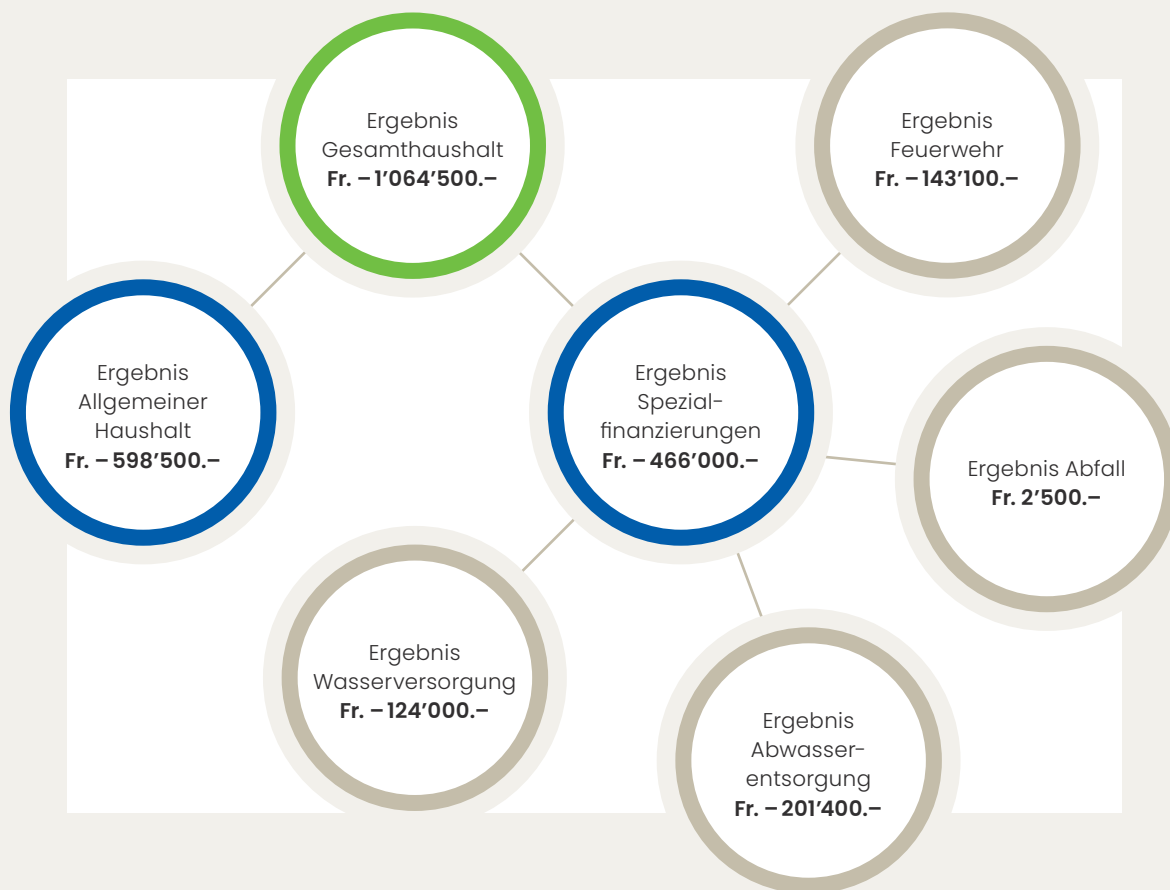 Ergebnis
Gesamthaushalt
Fr. – 1’064’500.–
Ergebnis
Feuerwehr
Fr. – 143’100.–
Ergebnis
Allgemeiner
Haushalt
Fr. – 598’500.–
Ergebnis
Spezial-
finanzierungen
Fr. – 466’000.–
Ergebnis Abfall
Fr. 2’500.–
Ergebnis
Wasserversorgung
Fr. – 124’000.–
Ergebnis
Abwasser-
entsorgung
Fr. – 201’400.–